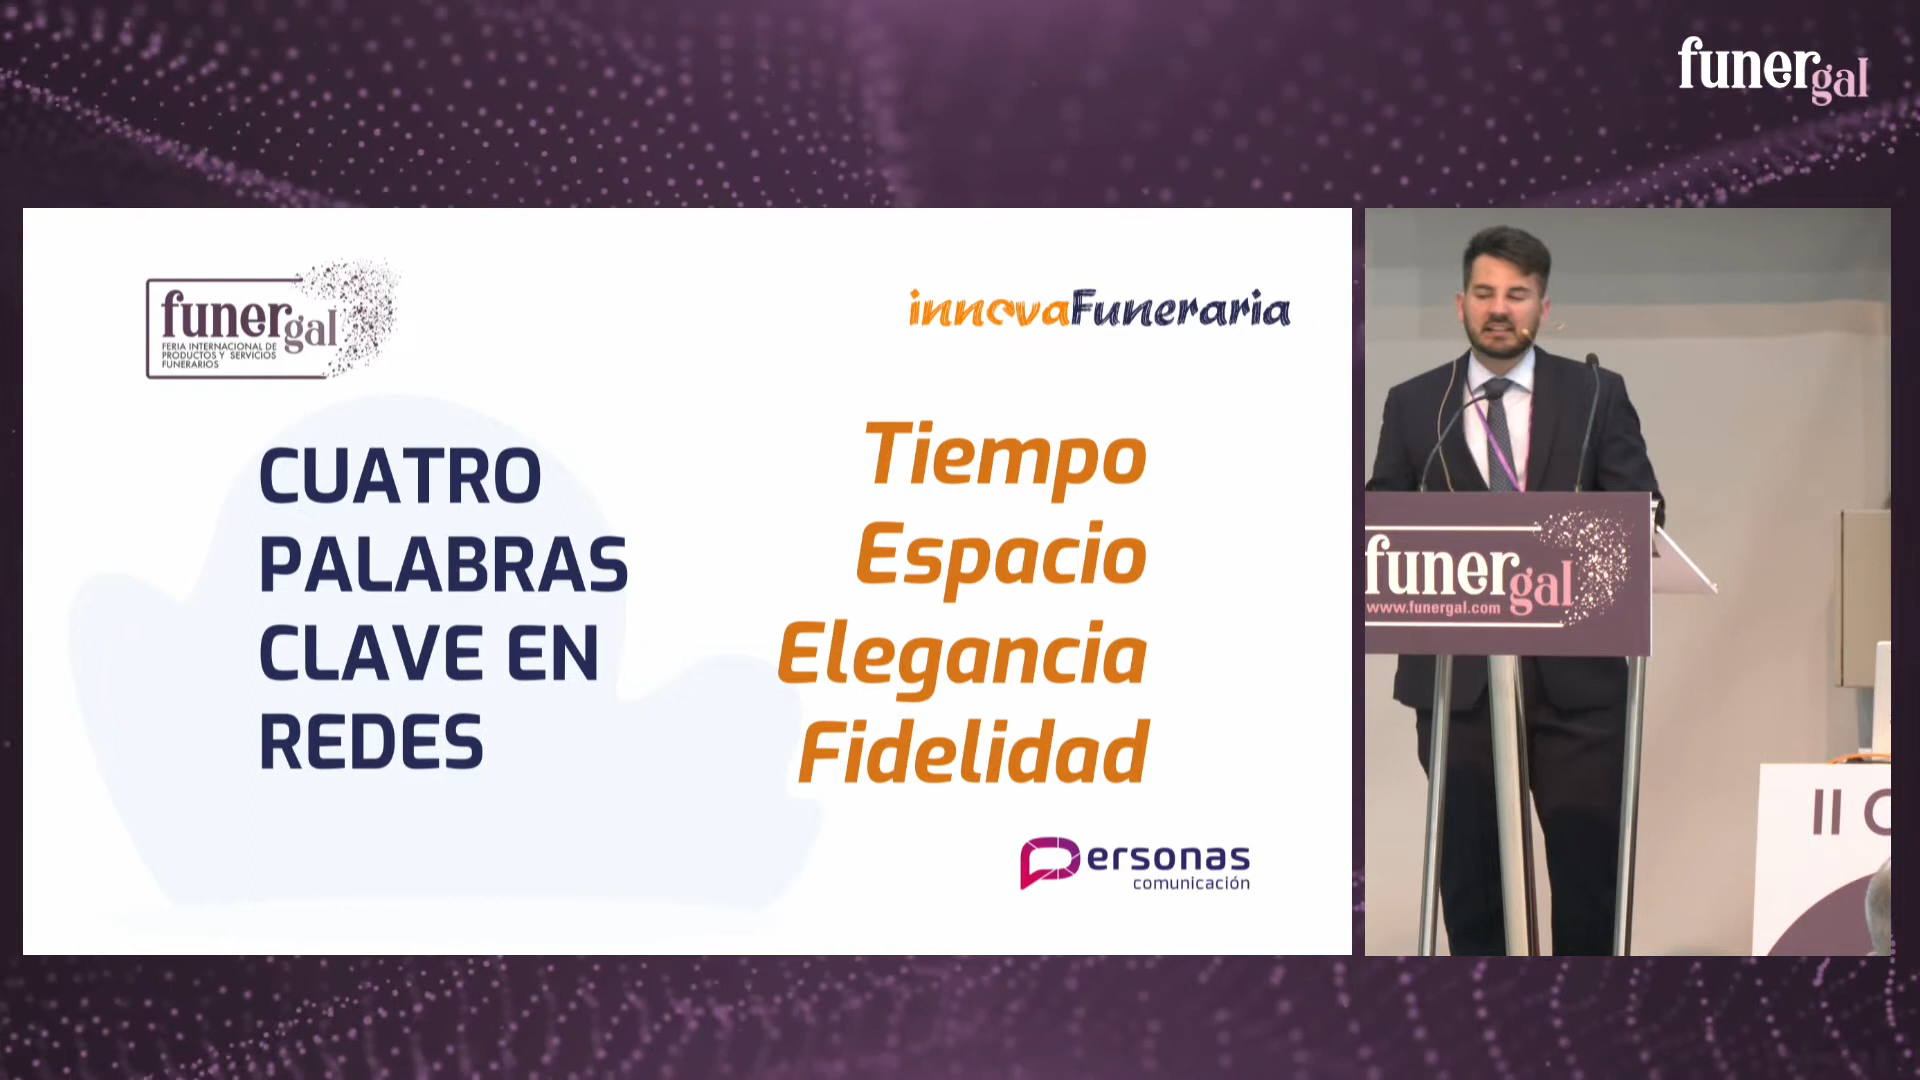 funergal
funergal
FERIA INTERNACIONAL DE
PRODUCTOS Y SERVICIOS
FUNERARIOS
innovaFuneraria
CUATRO
PALABRAS
CLAVE EN
REDES
Tiempo
Espacio
Elegancia
Fidelidad
Personas
comunicación
funergal
www.funergal.com
II C